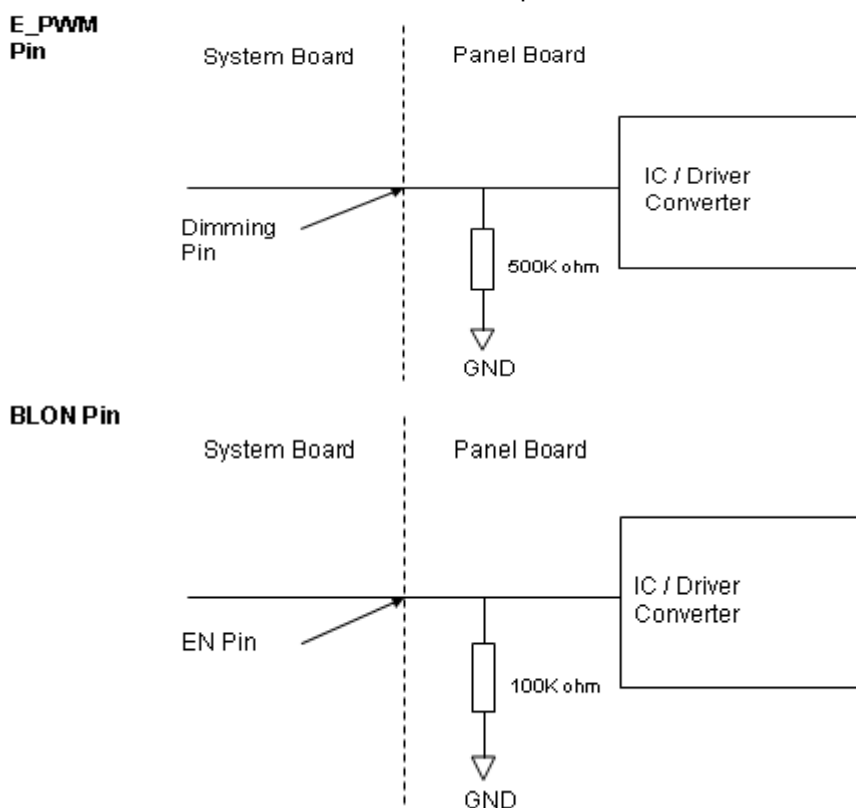 E_PWM
Pin
System Board
Panel Board
IC / Driver
Converter
Dimming
Pin
500K ohm
GND
BLON Pin
System Board
Panel Board
IC / Driver
Converter
EN Pin
100K ohm
GND